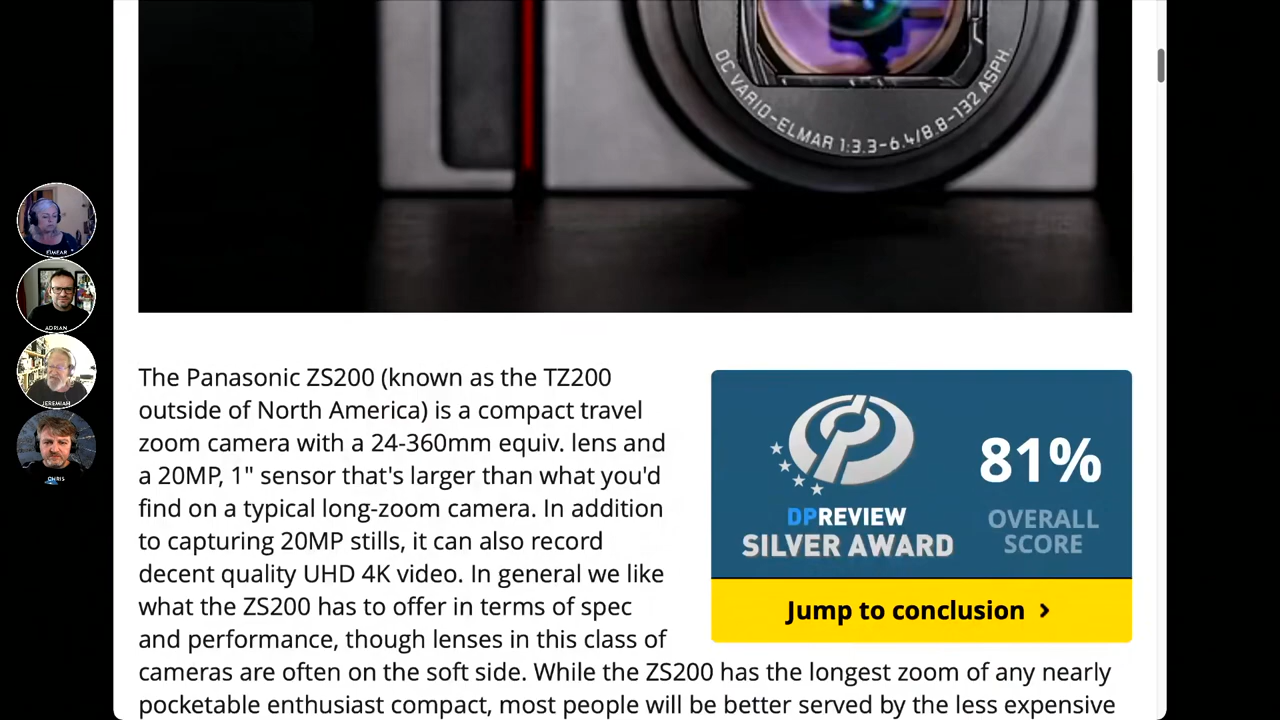 DC VARIO-ELMAR 1:3.3-6.4/8.8-132 ASPH.
EIMEAR
ADRIAN
JEREMIAH
CHRIS
The Panasonic ZS200 (known as the TZ200
outside of North America) is a compact travel
zoom camera with a 24-360mm equiv. lens and
a 20MP, 1" sensor that's larger than what you'd
find on a typical long-zoom camera. In addition
to capturing 20MP stills, it can also record
decent quality UHD 4K video. In general we like
what the ZS200 has to offer in terms of spec
and performance, though lenses in this class of
cameras are often on the soft side. While the ZS200 has the longest zoom of any nearly
pocketable enthusiast compact, most people will be better served by the less expensive
DPREVIEW
SILVER AWARD
81%
OVERALL
SCORE
Jump to conclusion